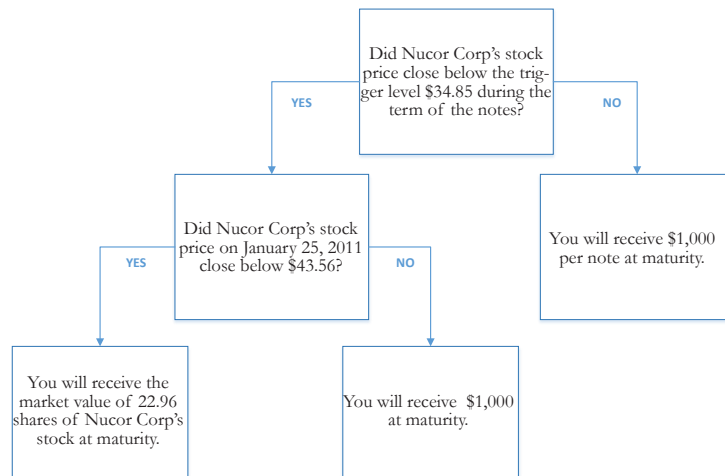 Did Nucor Corp's stock
price close below the trig-
ger level $34.85 during the
term of the notes?
YES
NO
Did Nucor Corp's stock
price on January 25, 2011
close below $43.56?
You will receive $1,000
per note at maturity.
YES
NO
You will receive the
market value of 22.96
shares of Nucor Corp's
stock at maturity.
You will receive $1,000
at maturity.